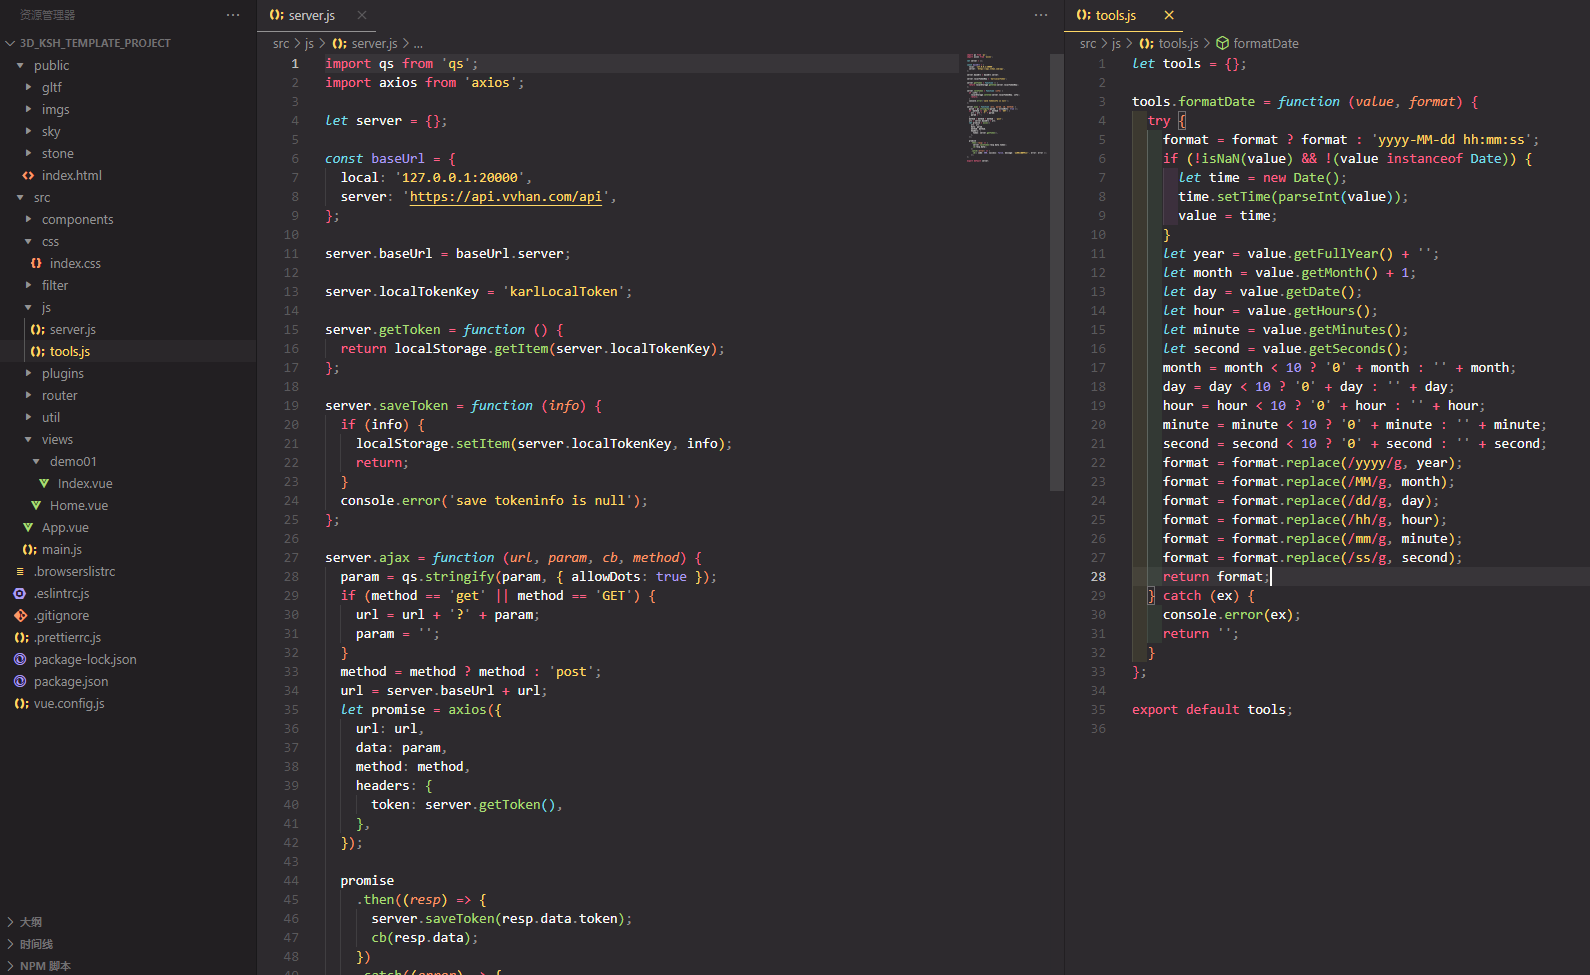 资源管理器
3D_KSH_TEMPLATE_PROJECT
public
gltf
imgs
sky
stone
index.html
src
components
css
index.css
filter
js
server.js
tools.js
plugins
router
util
views
demo01
Index.vue
Home.vue
App.vue
main.js
.browserslistrc
.eslintrc.js
.gitignore
.prettierrc.js
package-lock.json
package.json
vue.config.js
大纲
时间线
NPM 脚本
server.js
src > js > server.js > ...
1 import qs from 'qs';
2 import axios from 'axios';
3
4 let server = {};
5
6 const baseUrl = {
7 local: '127.0.0.1:20000',
8 server: 'https://api.vvhan.com/api',
9 };
10
11 server.baseUrl = baseUrl.server;
12
13 server.localTokenKey = 'karlLocalToken';
14
15 server.getToken = function () {
16 return localStorage.getItem(server.localTokenKey);
17 };
18
19 server.saveToken = function (info) {
20 if (info) {
21 localStorage.setItem(server.localTokenKey, info);
22 return;
23 }
24 console.error('save tokeninfo is null');
25 };
26
27 server.ajax = function (url, param, cb, method) {
28 param = qs.stringify(param, { allowDots: true });
29 if (method == 'get' || method == 'GET') {
30 url = url + '?' + param;
31 param = '';
32 }
33 method = method ? method : 'post';
34 url = server.baseUrl + url;
35 let promise = axios({
36 url: url,
37 data: param,
38 method: method,
39 headers: {
40 token: server.getToken(),
41 },
42 });
43
44 promise
45 .then((resp) => {
46 server.saveToken(resp.data.token);
47 cb(resp.data);
48 })
49 .catch((error) => {
tools.js
src > js > tools.js > formatDate
1 let tools = {};
2
3 tools.formatDate = function (value, format) {
4 try {
5 format = format ? format : 'yyyy-MM-dd hh:mm:ss';
6 if (!isNaN(value) && !(value instanceof Date)) {
7 let time = new Date();
8 time.setTime(parseInt(value));
9 value = time;
10 }
11 let year = value.getFullYear() + '';
12 let month = value.getMonth() + 1;
13 let day = value.getDate();
14 let hour = value.getHours();
15 let minute = value.getMinutes();
16 let second = value.getSeconds();
17 month = month < 10 ? '0' + month : '' + month;
18 day = day < 10 ? '0' + day : '' + day;
19 hour = hour < 10 ? '0' + hour : '' + hour;
20 minute = minute < 10 ? '0' + minute : '' + minute;
21 second = second < 10 ? '0' + second : '' + second;
22 format = format.replace(/yyyy/g, year);
23 format = format.replace(/MM/g, month);
24 format = format.replace(/dd/g, day);
25 format = format.replace(/hh/g, hour);
26 format = format.replace(/mm/g, minute);
27 format = format.replace(/ss/g, second);
28 return format;
29 } catch (ex) {
30 console.error(ex);
31 return '';
32 }
33 };
34
35 export default tools;
36